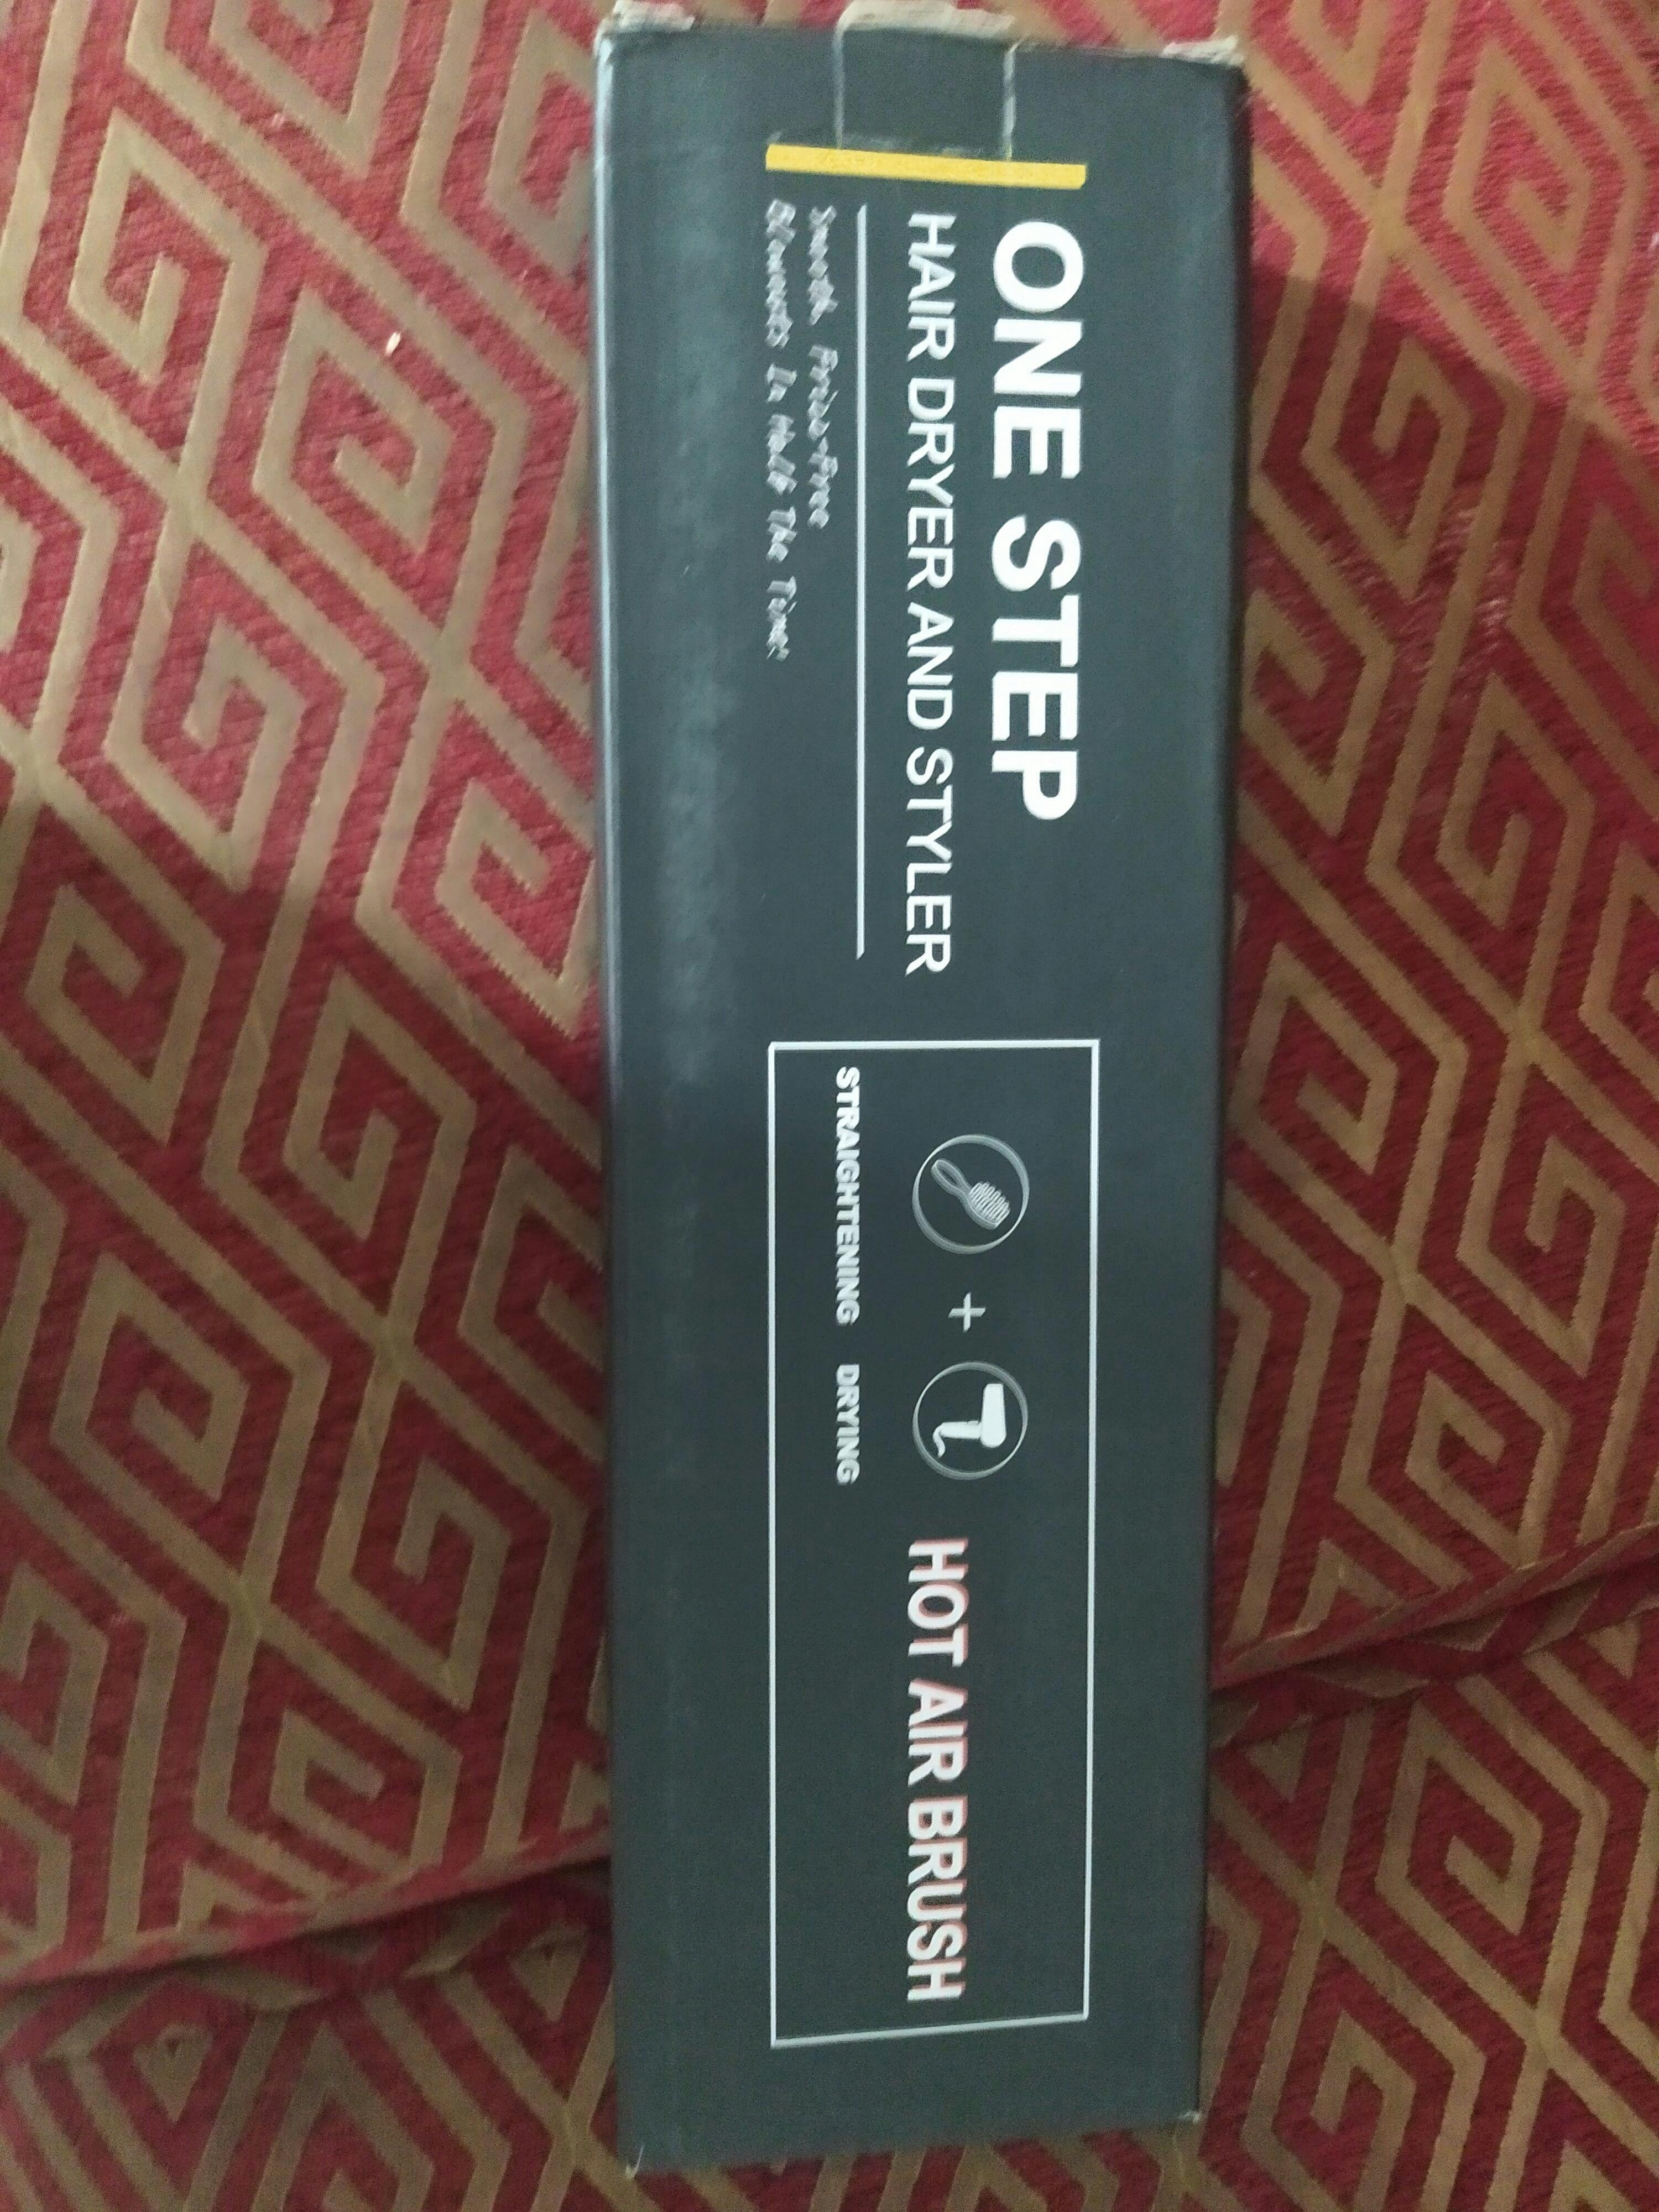 ONE STEP
HAIR DRYER AND STYLER
Smooth, Frizz-Free
Blowouts In Half The Time!
+
STRAIGHTENING DRYING
HOT AIR BRUSH